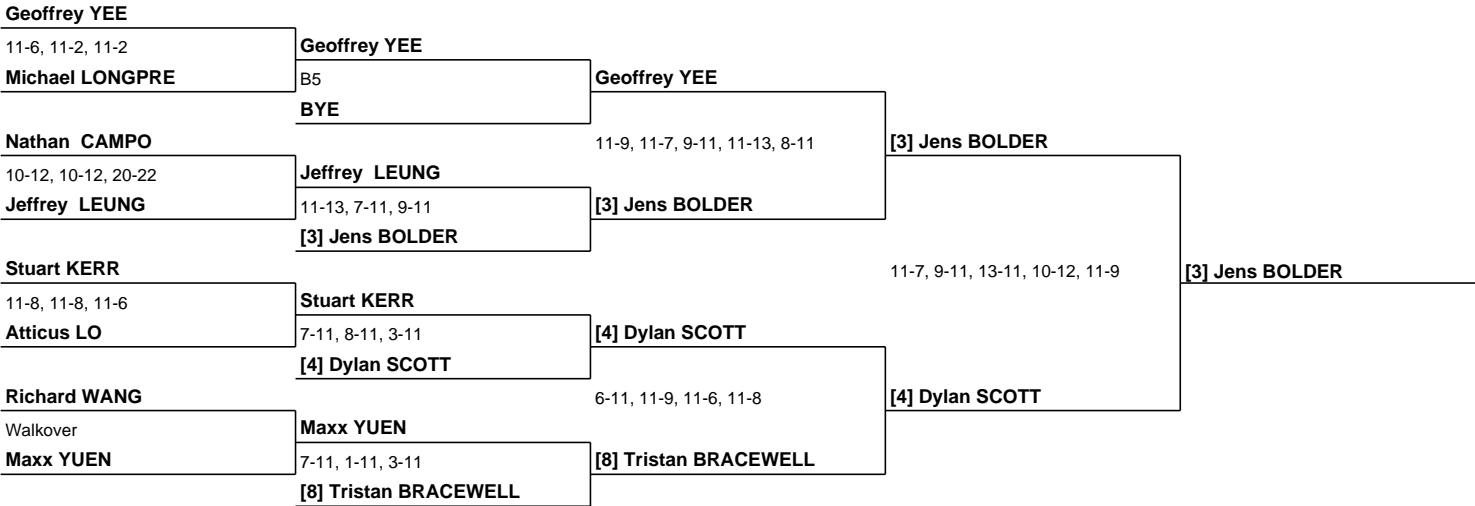 Geoffrey YEE
11-6, 11-2, 11-2
Michael LONGPRE
Nathan  CAMPO
10-12, 10-12, 20-22
Jeffrey  LEUNG
Stuart KERR
11-8, 11-8, 11-6
Atticus LO
Richard WANG
Walkover
Maxx YUEN
Geoffrey YEE
B5
BYE
Jeffrey  LEUNG
11-13, 7-11, 9-11
[3] Jens BOLDER
Stuart KERR
7-11, 8-11, 3-11
[4] Dylan SCOTT
Maxx YUEN
7-11, 1-11, 3-11
[8] Tristan BRACEWELL
Geoffrey YEE
11-9, 11-7, 9-11, 11-13, 8-11
[3] Jens BOLDER
[4] Dylan SCOTT
6-11, 11-9, 11-6, 11-8
[8] Tristan BRACEWELL
[3] Jens BOLDER
11-7, 9-11, 13-11, 10-12, 11-9
[4] Dylan SCOTT
[3] Jens BOLDER